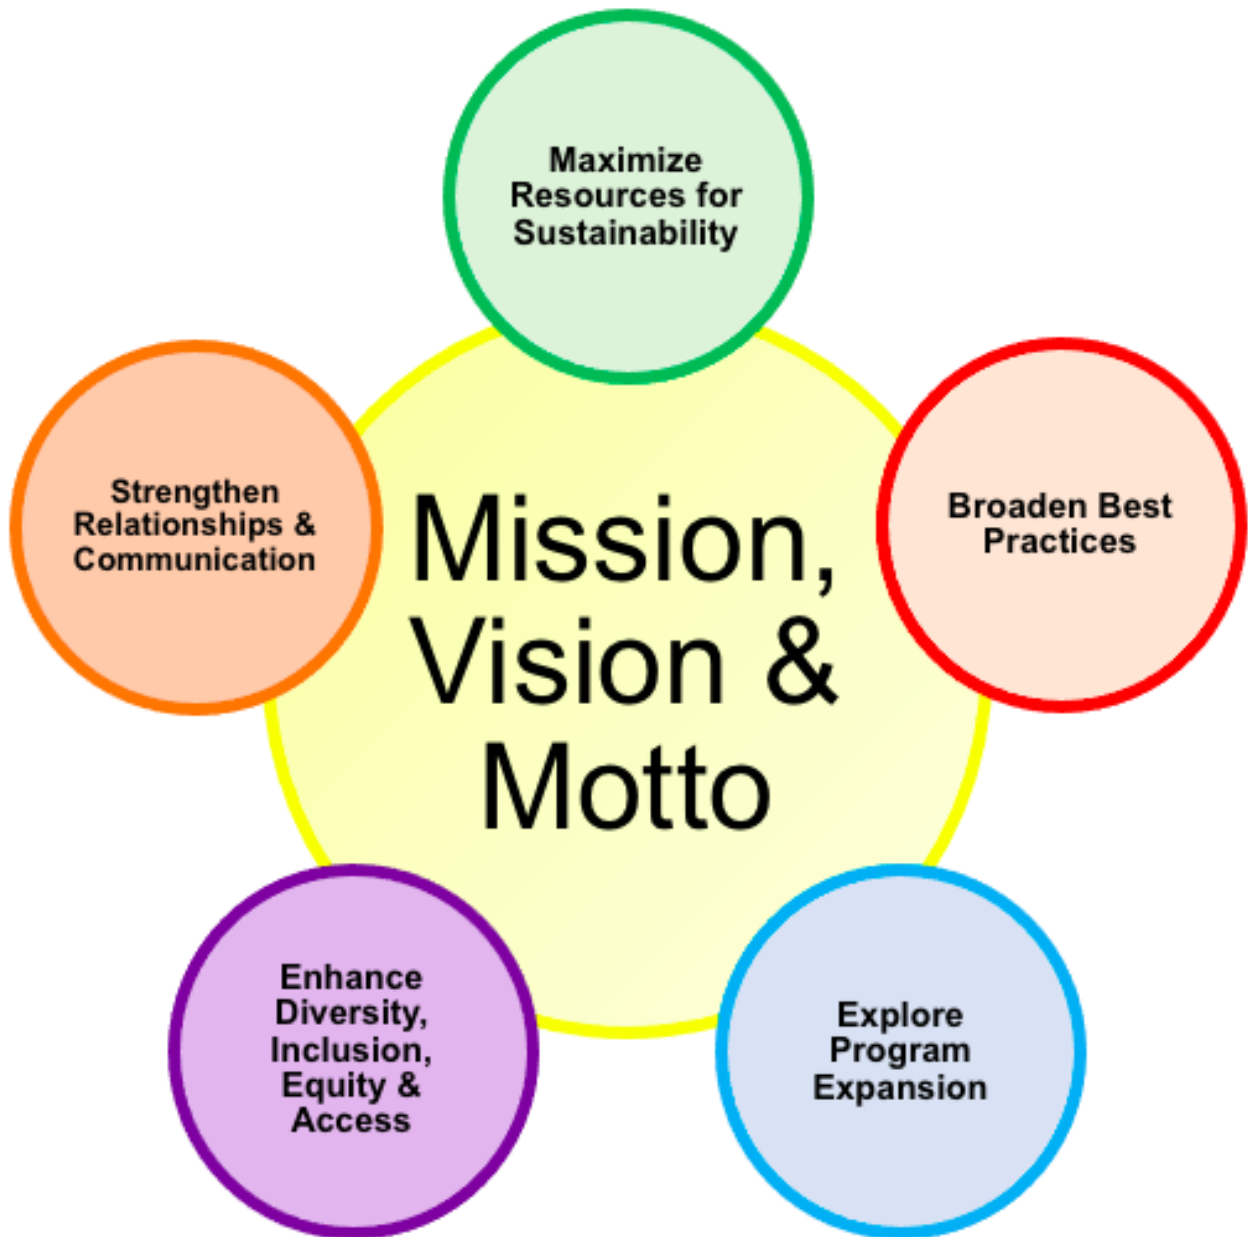 Maximize
Resources for
Sustainability
Strengthen
Relationships &
Communication
Mission,
Vision &
Motto
Broaden Best
Practices
Enhance
Diversity,
Inclusion,
Equity &
Access
Explore
Program
Expansion